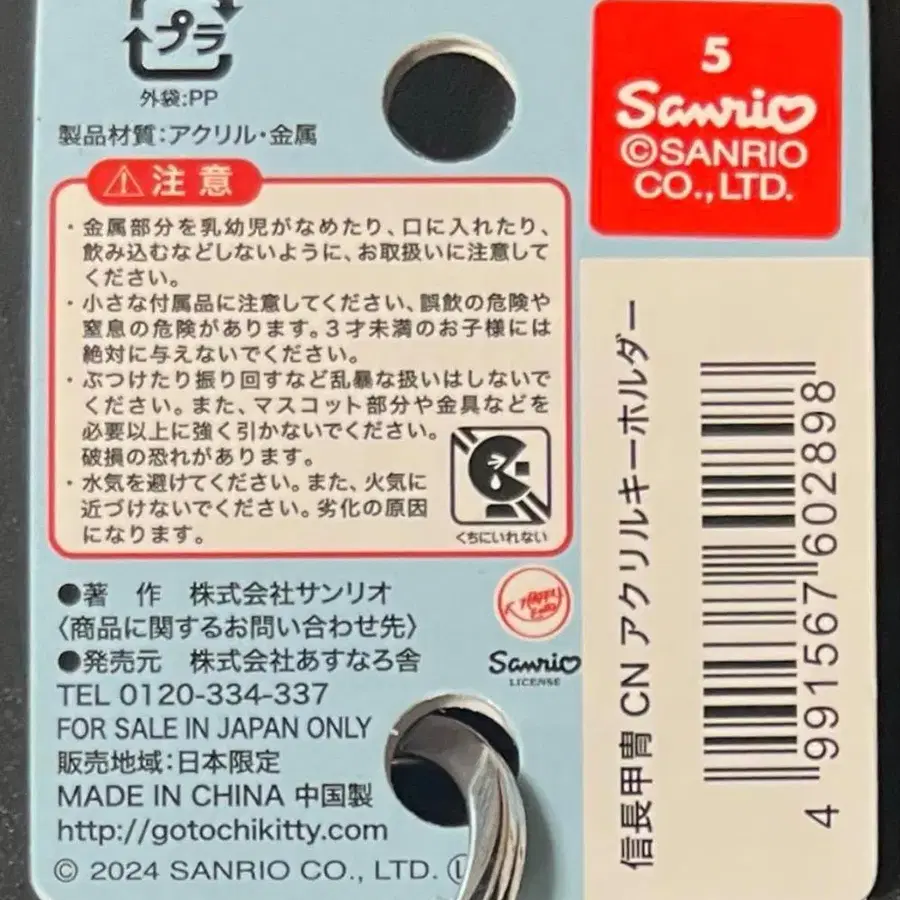 プラ
外袋:PP
製品材質:アクリル・金属
⚠注意
・金属部分を乳幼児がなめたり、口に入れたり、
飲み込むなどしないように、お取扱いに注意して
ください。
・小さな付属品に注意してください、誤飲の危険や
窒息の危険があります。3才未満のお子様には
絶対に与えないでください。
・ぶつけたり振り回すなど乱暴な扱いはしないで
ください。また、マスコット部分や金具などを
必要以上に強く引かないでください。
破損の恐れがあります。
・水気を避けてください。また、火気に
近づけないでください。劣化の原因
になります。
くちにいれない
●著 作 株式会社サンリオ
〈商品に関するお問い合わせ先〉
●発売元 株式会社あすなろ舎
TEL 0120-334-337
FOR SALE IN JAPAN ONLY
販売地域:日本限定
MADE IN CHINA 中国製
http://gotochikitty.com
© 2024 SANRIO CO., LTD.
Sanrio
LICENSE
5
Sanrio
©SANRIO
CO.,LTD.
信長甲冑 CN アクリルキーホルダー
4991567602898